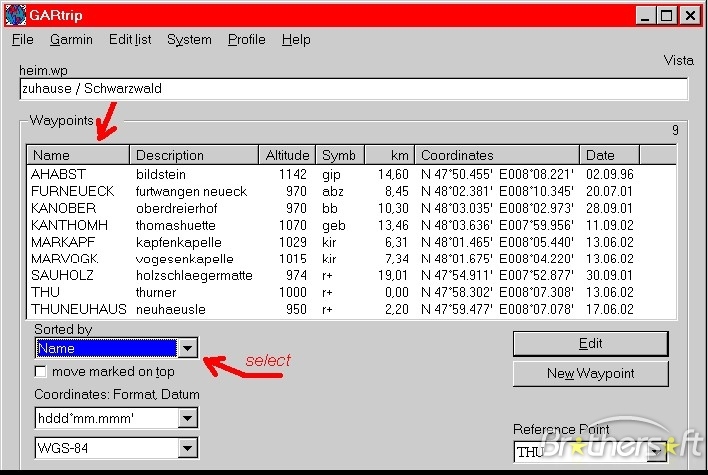 GARtrip
File Garmin Edit list System Profile Help
Vista
heim.wp
zuhause / Schwarzwald
Waypoints
9
Name Description Altitude Symb km Coordinates Date
AHABST bildstein 1142 gip 14,60 N 47°50.455' E008°08.221' 02.09.96
FURNEUECK furtwangen neueck 970 abz 8,45 N 48°02.381' E008°10.345' 20.07.01
KANOBER oberdreierhof 970 bb 10,30 N 48°03.035' E008°02.973' 28.09.01
KANTHOMH thomashuette 1070 geb 13,46 N 48°03.636' E007°59.956' 11.09.02
MARKAPF kapfenkapelle 1029 kir 6,31 N 48°01.465' E008°05.440' 13.06.02
MARVOGK vogesenkapelle 1015 kir 7,34 N 48°01.675' E008°04.220' 13.06.02
SAUHOLZ holzschlaegermatte 974 r+ 19,01 N 47°54.911' E007°52.877' 30.09.01
THU thurner 1000 r+ 0,00 N 47°58.302' E008°07.308' 13.06.02
THUNEUHAUS neuhaeusle 950 r+ 2,20 N 47°59.477' E008°07.078' 17.06.02
Sorted by
Name
select
move marked on top
Edit
New Waypoint
Coordinates: Format, Datum
hddd°mm.mmm'
WGS-84
Reference Point
THU
Brothersoft